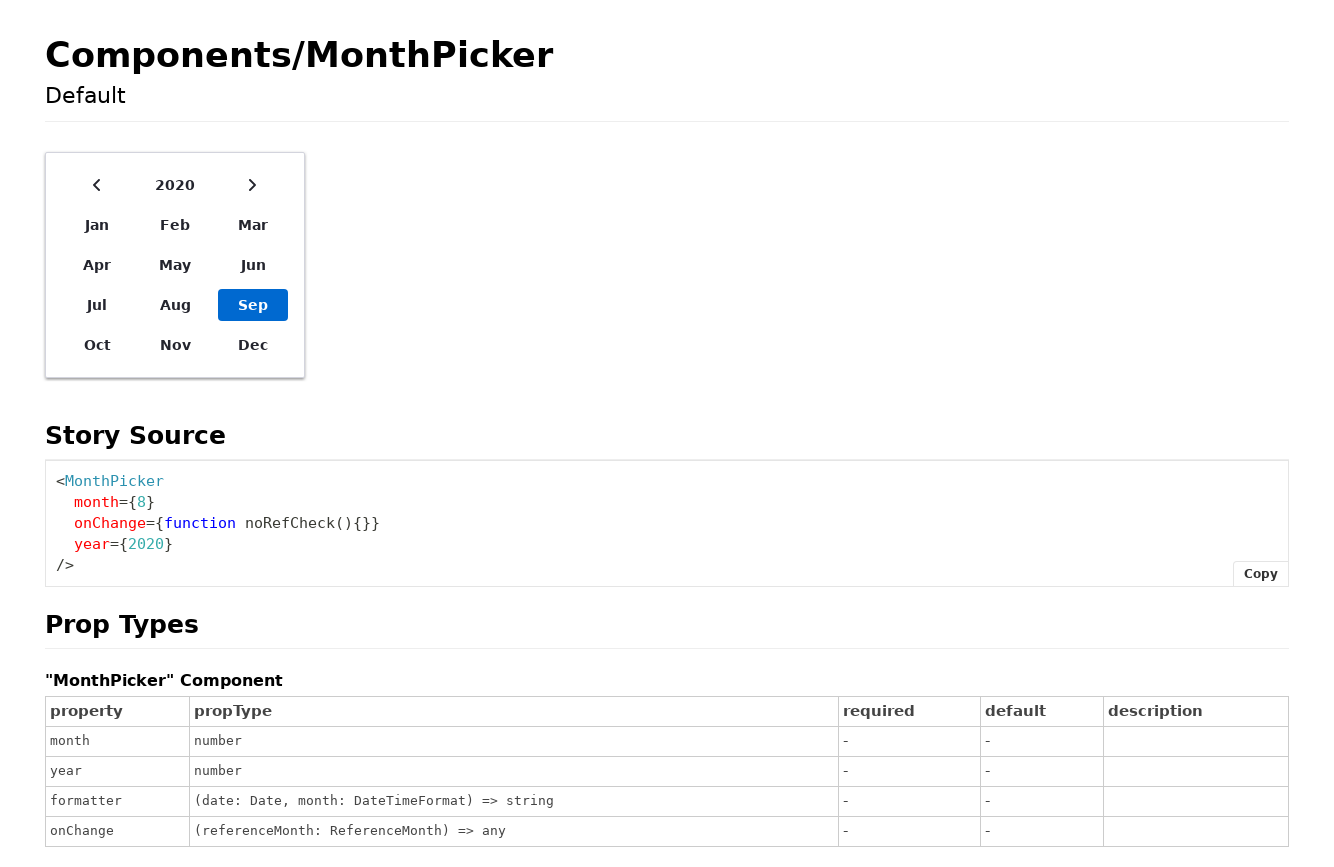 Components/MonthPicker
Default
2020
Jan Feb Mar
Apr May Jun
Jul Aug Sep
Oct Nov Dec
Story Source
<MonthPicker
  month={8}
  onChange={function noRefCheck(){}}
  year={2020}
/>
Copy
Prop Types
"MonthPicker" Component
property propType required default description
month number - -
year number - -
formatter (date: Date, month: DateTimeFormat) => string - -
onChange (referenceMonth: ReferenceMonth) => any - -